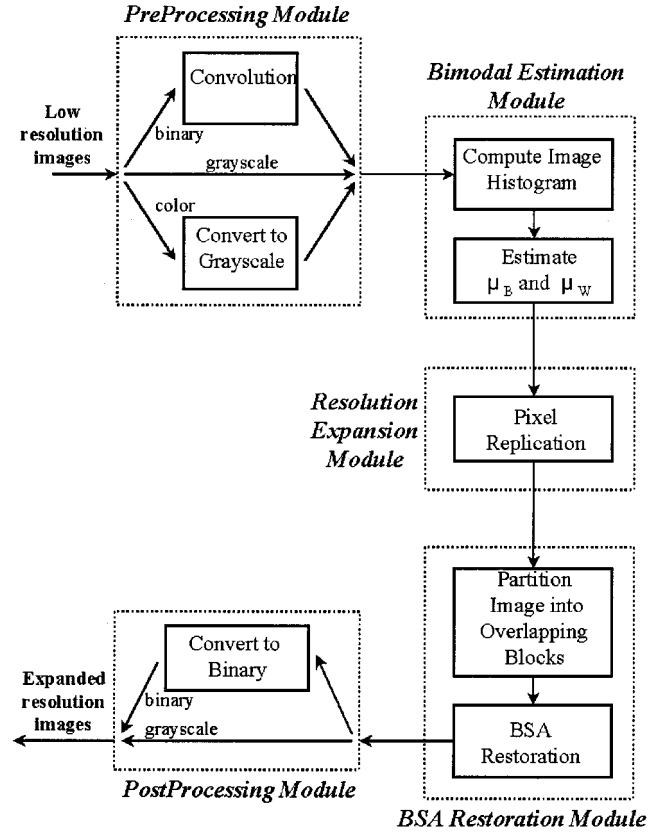 PreProcessing Module
Convolution
Low
resolution
images
binary
grayscale
color
Convert to
Grayscale
Bimodal Estimation
Module
Compute Image
Histogram
Estimate
μ B and μ W
Resolution
Expansion
Module
Pixel
Replication
Partition
Image into
Overlapping
Blocks
BSA
Restoration
BSA Restoration Module
Convert to
Binary
binary
grayscale
Expanded
resolution
images
PostProcessing Module